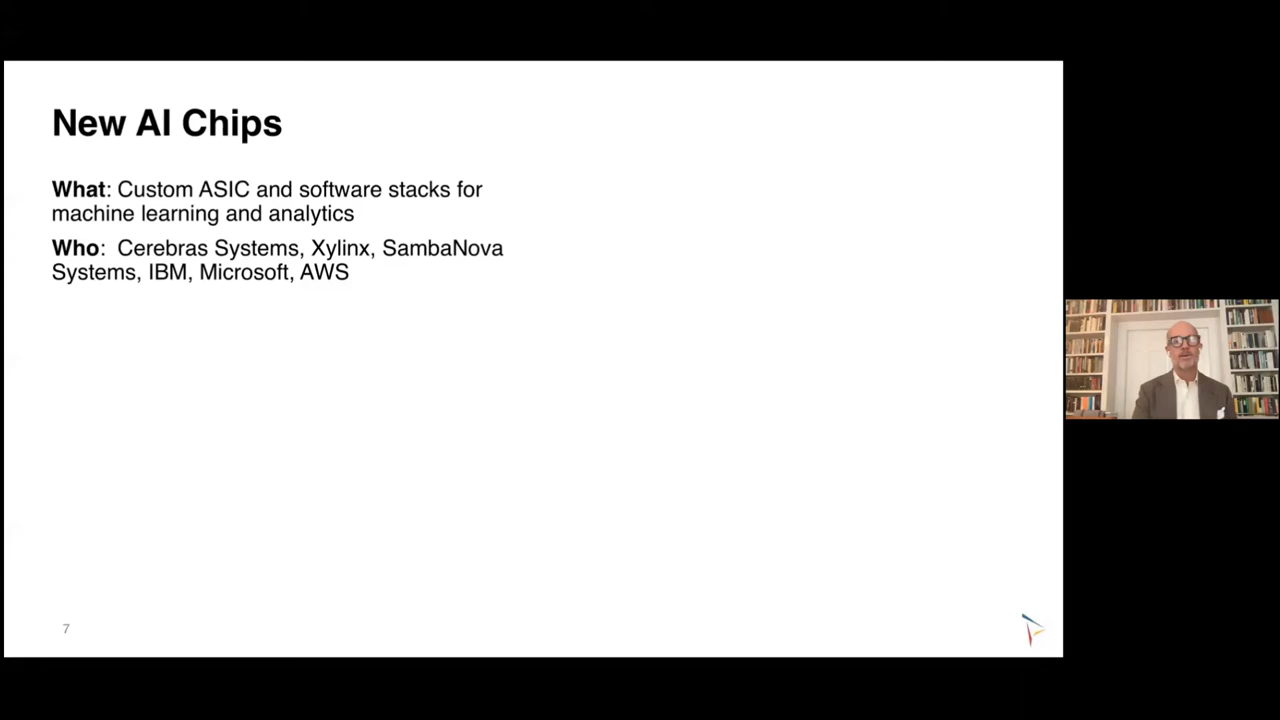 New AI Chips
What: Custom ASIC and software stacks for
machine learning and analytics
Who: Cerebras Systems, Xylinx, SambaNova
Systems, IBM, Microsoft, AWS
7